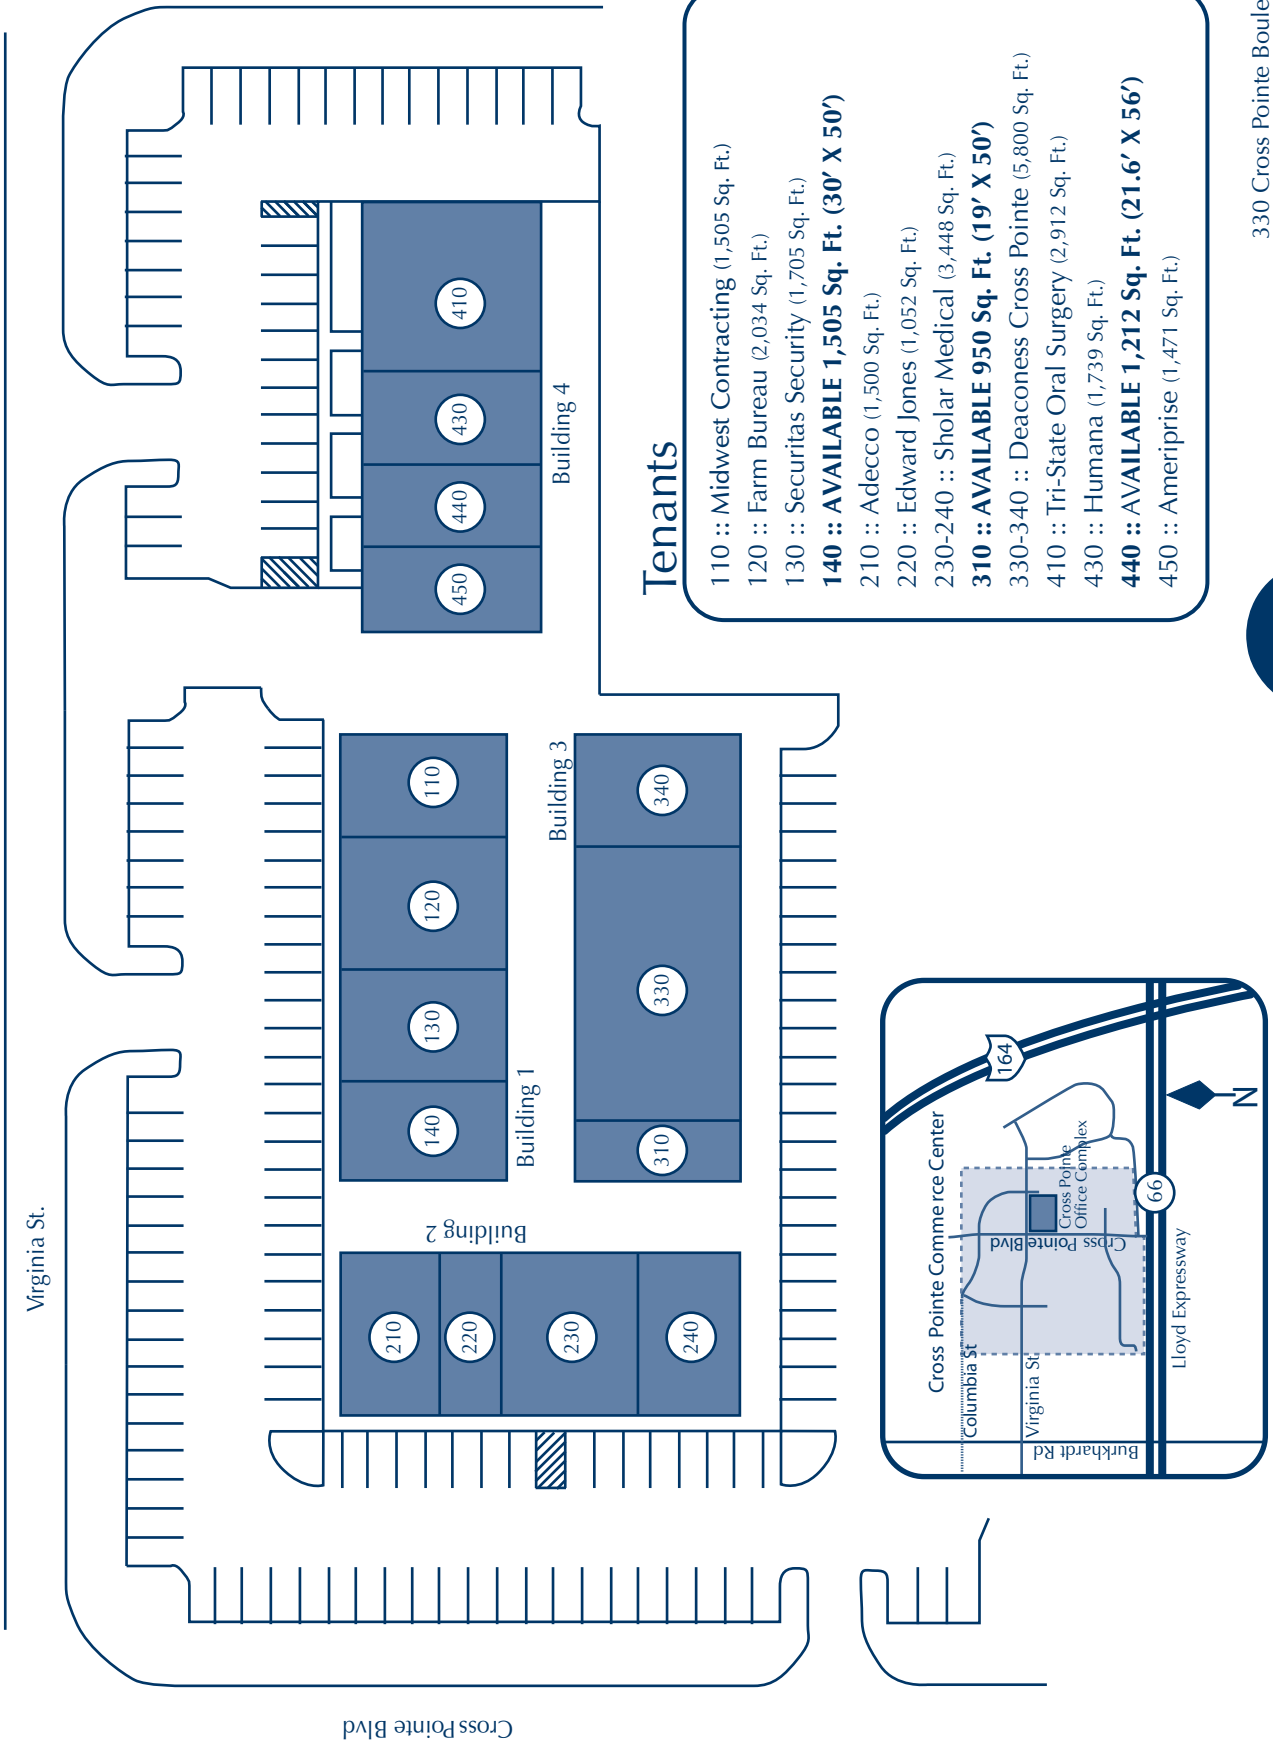 Virginia St.
410
430
440
450
Building 4
110
120
130
140
Building 1
Building 3
340
330
310
Building 2
210
220
230
240
Cross Pointe Blvd
Tenants
110 :: Midwest Contracting (1,505 Sq. Ft.)
120 :: Farm Bureau (2,034 Sq. Ft.)
130 :: Securitas Security (1,705 Sq. Ft.)
140 :: AVAILABLE 1,505 Sq. Ft. (30' X 50')
210 :: Adecco (1,500 Sq. Ft.)
220 :: Edward Jones (1,052 Sq. Ft.)
230-240 :: Sholar Medical (3,448 Sq. Ft.)
310 :: AVAILABLE 950 Sq. Ft. (19' X 50')
330-340 :: Deaconess Cross Pointe (5,800 Sq. Ft.)
410 :: Tri-State Oral Surgery (2,912 Sq. Ft.)
430 :: Humana (1,739 Sq. Ft.)
440 :: AVAILABLE 1,212 Sq. Ft. (21.6' X 56')
450 :: Ameriprise (1,471 Sq. Ft.)
Cross Pointe Commerce Center
164
Columbia St
Virginia St
Burkhardt Rd
Cross Pointe Blvd
Cross Pointe
Office Complex
66
Lloyd Expressway
N
330 Cross Pointe Boule